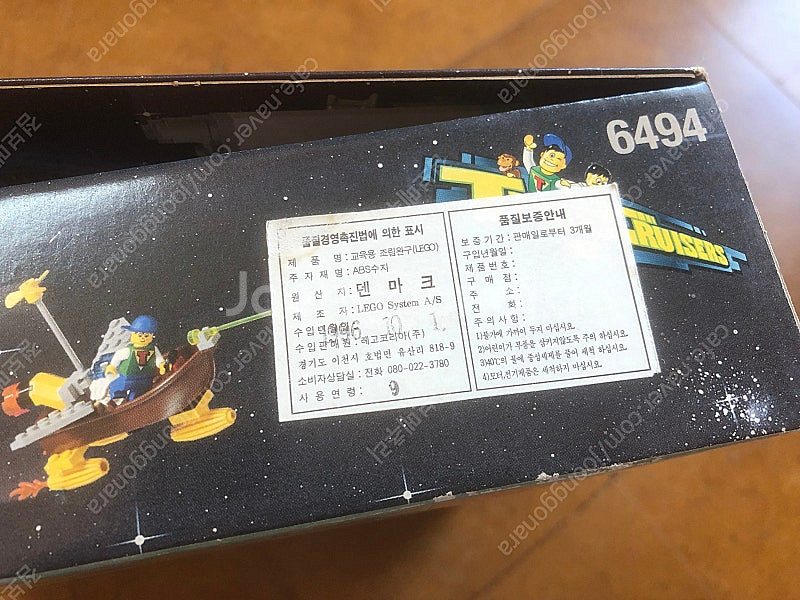 6494
CRUISERS
품질경영촉진법에 의한 표시
제 품 명 : 교육용 조립완구(LEGO)
주 자 재 명 : ABS수지
원 산 지 : 덴 마 크
제 조 자 : LEGO System A/S
수입년월일 : 1996. 10. 1.
수 입 판 매 원 : 레고코리아(주)
경기도 이천시 호법면 유산리 818-9
소비자상담실 : 전화 080-022-3780
사 용 연 령 : 9
품질보증안내
보 증 기 간 : 판매일로부터 3개월
구입년월일 :
제 품 번 호 :
구 매 점 :
주 소 :
전 화 :
주 의 사 항 :
1)불가에 가까이 두지 마십시요.
2)어린이가 부품을 삼키지않도록 주의 하십시요.
3)40℃의 물에 중성세제를 풀어 세척 하십시요.
4)모터,전기제품은 세척하지 마십시요.
cafe.naver.com/joonggonara